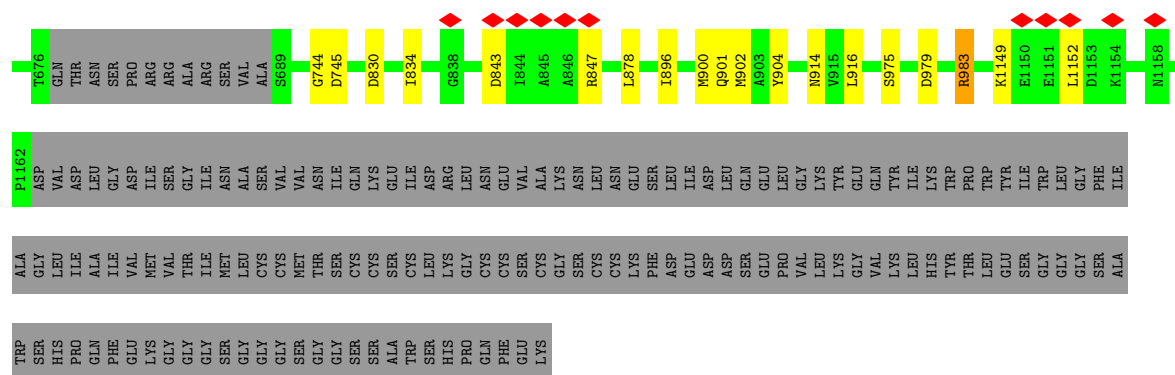 T676 GLN THR ASN SER PRO ARG ARG ALA ARG SER VAL ALA S689 G744 D745 D830 I834 G838 D843 I844 A845 A846 R847 L878 I896 M900 Q901 M902 A903 Y904 N914 V915 L916 S975 D979 R983 K1149 E1150 E1151 L1152 D1153 K1154 N1158
P1162 ASP VAL ASP LEU GLY ASP ILE SER GLY ILE ASN ALA SER VAL VAL ASN ILE GLN LYS GLU ILE ASP ARG LEU ASN GLU VAL ALA LYS ASN LEU ASN GLU SER LEU ILE ASP LEU GLN GLU LEU GLY LYS TYR GLU GLN TYR ILE LYS TRP PRO TRP TYR ILE TRP LEU GLY PHE ILE
ALA GLY LEU ILE ALA ILE VAL MET VAL THR ILE MET LEU CYS CYS MET THR SER CYS CYS SER CYS LEU LYS GLY CYS CYS SER CYS GLY SER CYS CYS LYS PHE ASP GLU ASP ASP SER GLU PRO VAL LEU LYS GLY VAL LYS LEU HIS TYR THR LEU GLU SER GLY GLY GLY SER ALA
TRP SER HIS PRO GLN PHE GLU LYS GLY GLY GLY SER GLY GLY GLY SER GLY GLY SER SER ALA TRP SER HIS PRO GLN PHE GLU LYS